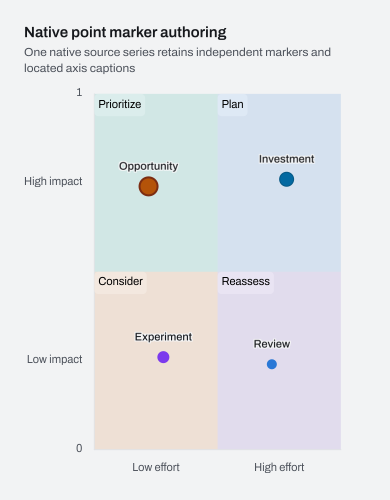 Native point marker authoring
One native source series retains independent markers and
located axis captions
1
Prioritize
Plan
Opportunity
Investment
High impact
Consider
Reassess
Experiment
Review
Low impact
0
Low effort
High effort